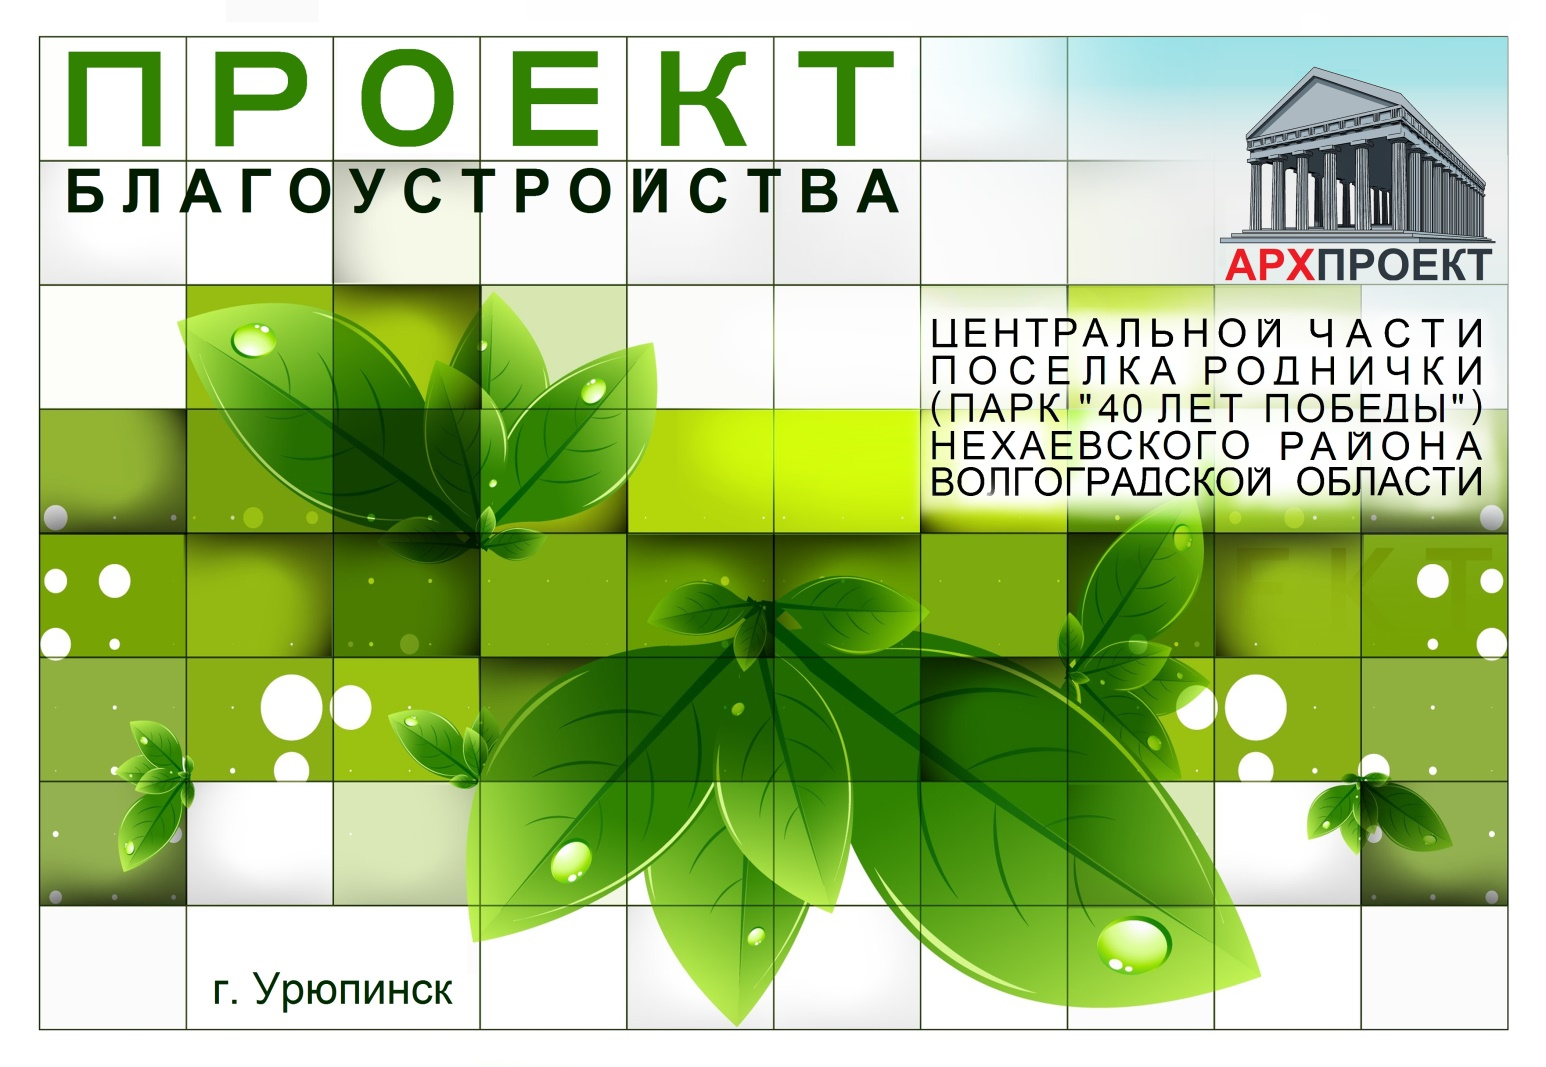 ПРОЕКТ
БЛАГОУСТРОЙСТВА
АРХПРОЕКТ
ЦЕНТРАЛЬНОЙ ЧАСТИ
ПОСЕЛКА РОДНИЧКИ
(ПАРК "40 ЛЕТ ПОБЕДЫ")
НЕХАЕВСКОГО РАЙОНА
ВОЛГОГРАДСКОЙ ОБЛАСТИ
г. Урюпинск